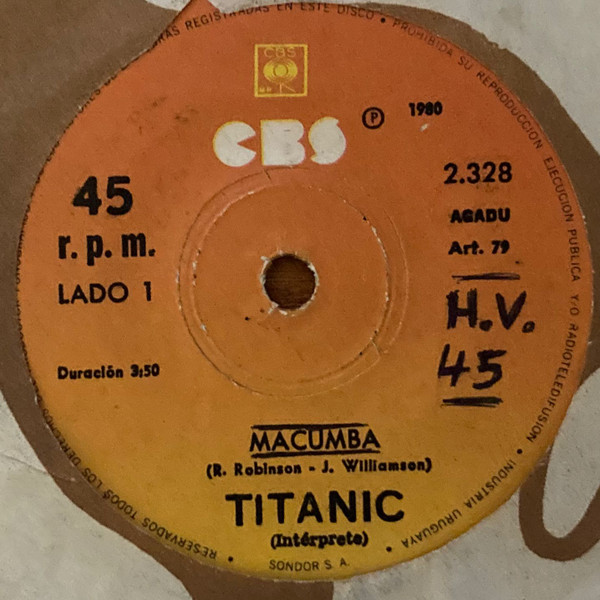 CBS
CBS
℗ 1980
45
r. p. m.
LADO 1
Duración 3:50
2.328
AGADU
Art. 79
H.V.
45
MACUMBA
(R. Robinson - J. Williamson)
TITANIC
(Intérprete)
SONDOR S. A.
RESERVADOS TODOS LOS DERECHOS
REGISTRADAS EN ESTE DISCO • PROHIBIDA SU REPRODUCCION, EJECUCION PUBLICA Y/O RADIOTELEDIFUSION • INDUSTRIA URUGUAYA •